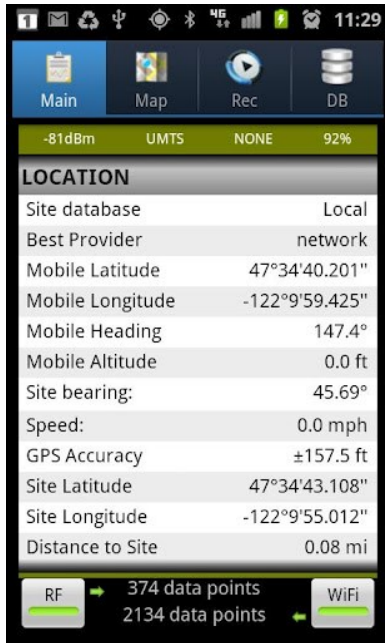 1 4G 11:29
Main Map Rec DB
-81dBm UMTS NONE 92%
LOCATION
Site database Local
Best Provider network
Mobile Latitude 47°34'40.201"
Mobile Longitude -122°9'59.425"
Mobile Heading 147.4°
Mobile Altitude 0.0 ft
Site bearing: 45.69°
Speed: 0.0 mph
GPS Accuracy ±157.5 ft
Site Latitude 47°34'43.108"
Site Longitude -122°9'55.012"
Distance to Site 0.08 mi
RF 374 data points WiFi
2134 data points